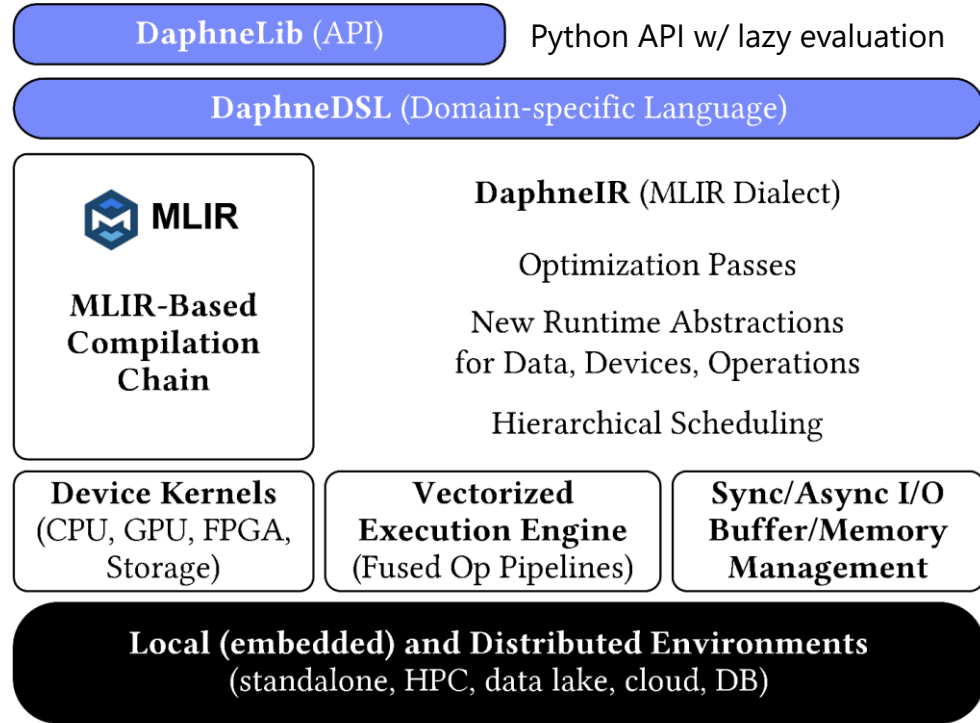 DaphneLib (API)
Python API w/ lazy evaluation
DaphneDSL (Domain-specific Language)
MLIR
MLIR-Based
Compilation
Chain
DaphneIR (MLIR Dialect)
Optimization Passes
New Runtime Abstractions
for Data, Devices, Operations
Hierarchical Scheduling
Device Kernels
(CPU, GPU, FPGA,
Storage)
Vectorized
Execution Engine
(Fused Op Pipelines)
Sync/Async I/O
Buffer/Memory
Management
Local (embedded) and Distributed Environments
(standalone, HPC, data lake, cloud, DB)